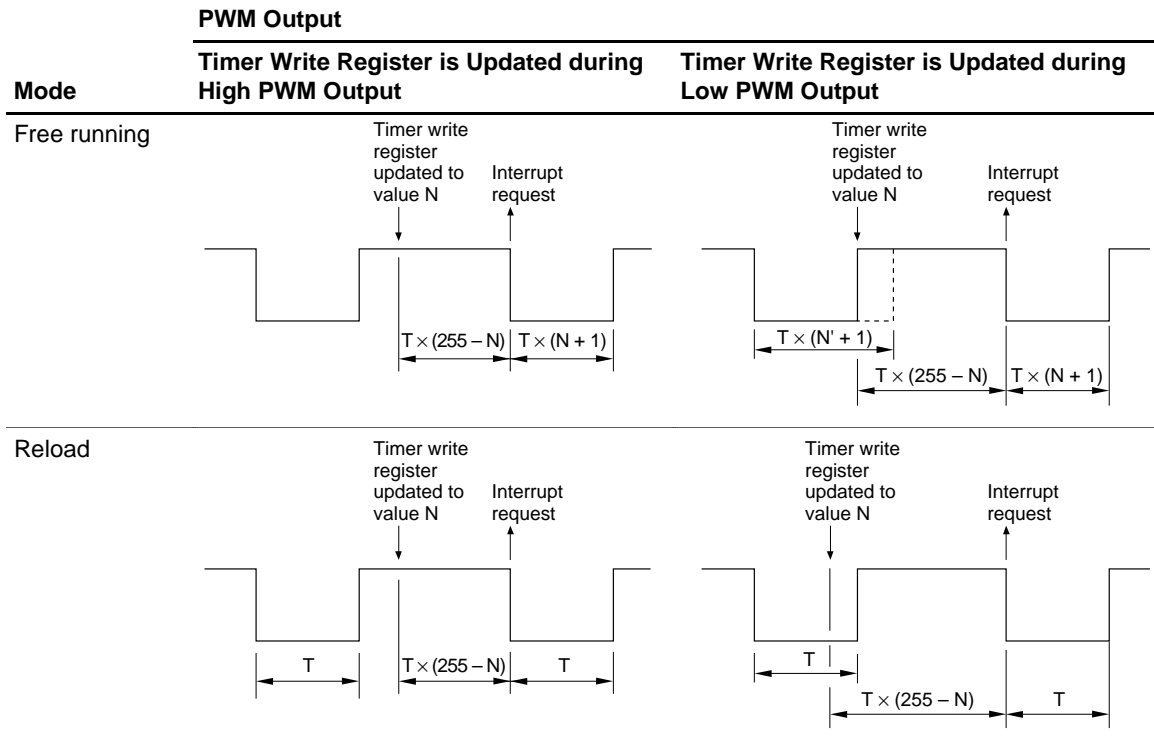 PWM Output
Mode
Timer Write Register is Updated during
High PWM Output
Timer Write Register is Updated during
Low PWM Output
Free running
Timer write
register
updated to
value N
Interrupt
request
T × (255 – N)
T × (N + 1)
Timer write
register
updated to
value N
Interrupt
request
T × (N' + 1)
T × (255 – N)
T × (N + 1)
Reload
Timer write
register
updated to
value N
Interrupt
request
T
T × (255 – N)
T
Timer write
register
updated to
value N
Interrupt
request
T
T × (255 – N)
T